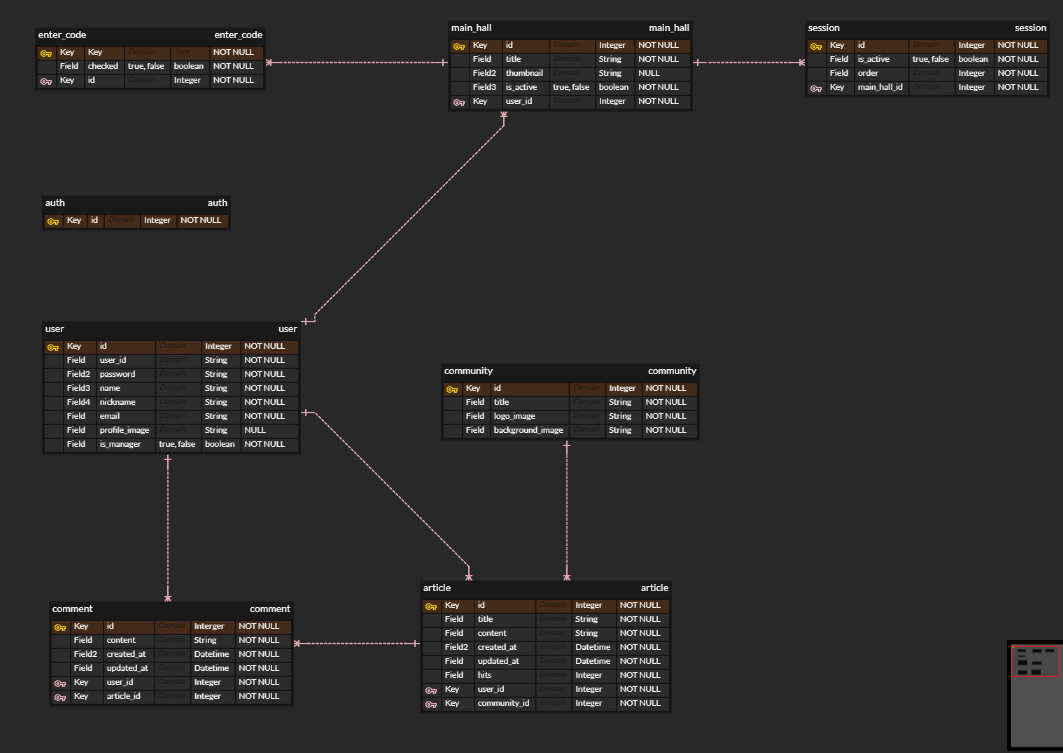 enter_code enter_code
Key Key Domain Type NOT NULL
Field checked true, false boolean NOT NULL
Key id Domain Integer NOT NULL
main_hall main_hall
Key id Domain Integer NOT NULL
Field title Domain String NOT NULL
Field2 thumbnail Domain String NULL
Field3 is_active true, false boolean NOT NULL
Key user_id Domain Integer NOT NULL
session session
Key id Domain Integer NOT NULL
Field is_active true, false boolean NOT NULL
Field order Domain Integer NOT NULL
Key main_hall_id Domain Integer NOT NULL
auth auth
Key id Domain Integer NOT NULL
user user
Key id Domain Integer NOT NULL
Field user_id Domain String NOT NULL
Field2 password Domain String NOT NULL
Field3 name Domain String NOT NULL
Field4 nickname Domain String NOT NULL
Field email Domain String NOT NULL
Field profile_image Domain String NULL
Field is_manager true, false boolean NOT NULL
community community
Key id Domain Integer NOT NULL
Field title Domain String NOT NULL
Field logo_image Domain String NOT NULL
Field background_image Domain String NOT NULL
comment comment
Key id Domain Interger NOT NULL
Field content Domain String NOT NULL
Field2 created_at Domain Datetime NOT NULL
Field updated_at Domain Datetime NOT NULL
Key user_id Domain Integer NOT NULL
Key article_id Domain Integer NOT NULL
article article
Key id Domain Integer NOT NULL
Field title Domain String NOT NULL
Field content Domain String NOT NULL
Field2 created_at Domain Datetime NOT NULL
Field updated_at Domain Datetime NOT NULL
Field hits Domain Integer NOT NULL
Key user_id Domain Integer NOT NULL
Key community_id Domain Integer NOT NULL